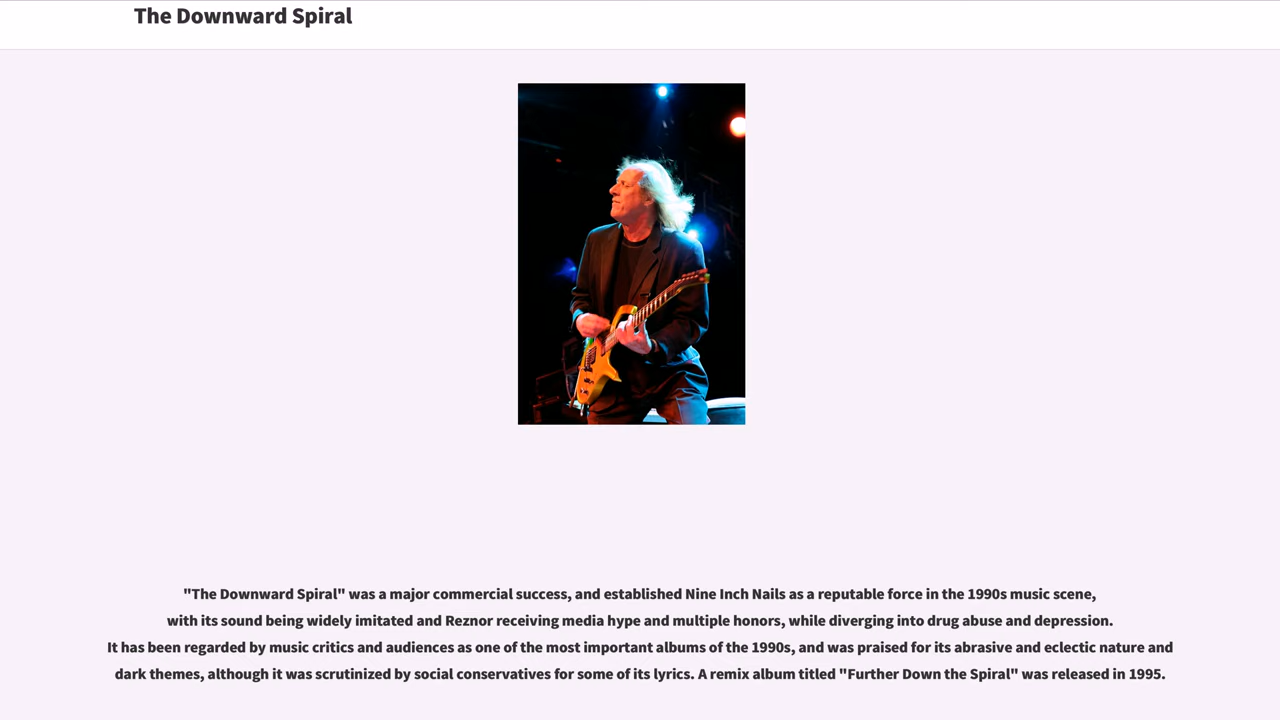 The Downward Spiral
"The Downward Spiral" was a major commercial success, and established Nine Inch Nails as a reputable force in the 1990s music scene,
with its sound being widely imitated and Reznor receiving media hype and multiple honors, while diverging into drug abuse and depression.
It has been regarded by music critics and audiences as one of the most important albums of the 1990s, and was praised for its abrasive and eclectic nature and
dark themes, although it was scrutinized by social conservatives for some of its lyrics. A remix album titled "Further Down the Spiral" was released in 1995.